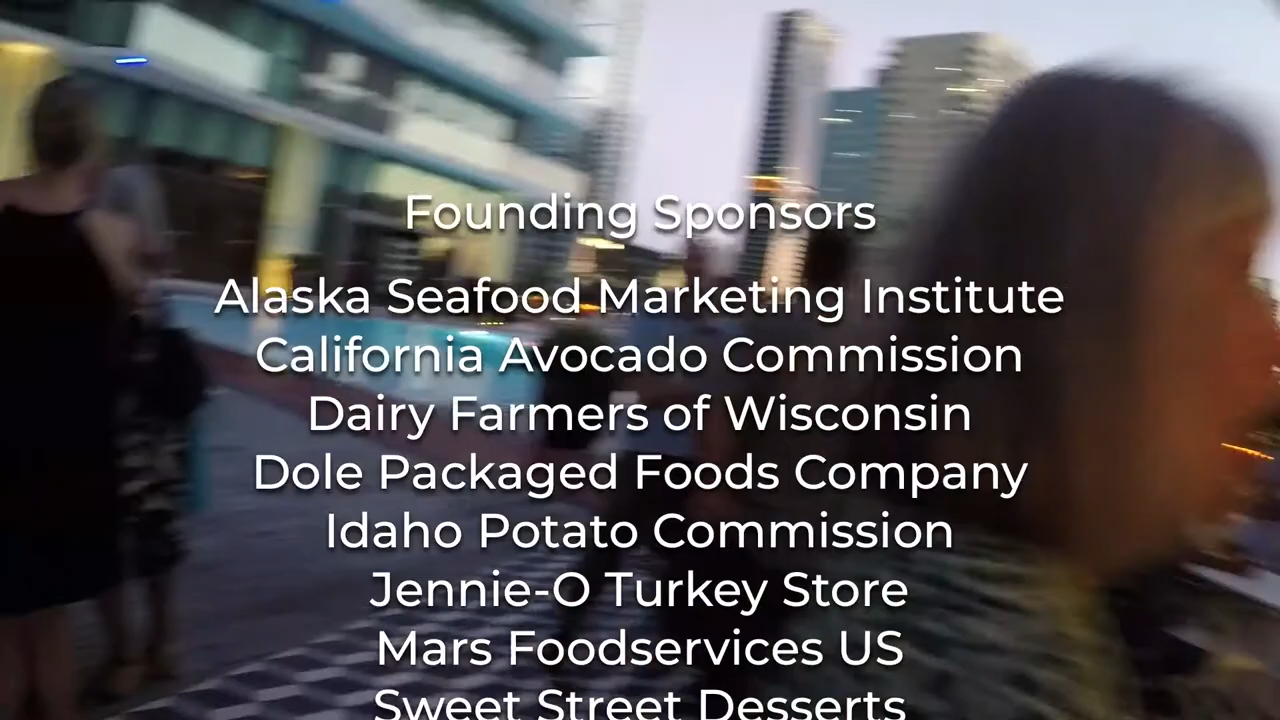 Founding Sponsors
Alaska Seafood Marketing Institute
California Avocado Commission
Dairy Farmers of Wisconsin
Dole Packaged Foods Company
Idaho Potato Commission
Jennie-O Turkey Store
Mars Foodservices US
Sweet Street Desserts